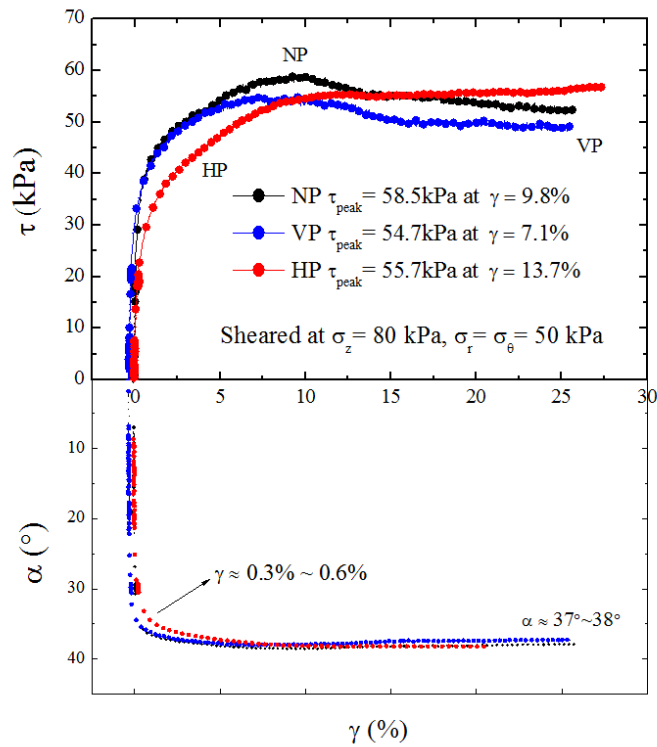 70
60
50
40
30
20
10
0
τ (kPa)
NP
HP
VP
NP τpeak= 58.5kPa at γ = 9.8%
VP τpeak= 54.7kPa at γ = 7.1%
HP τpeak= 55.7kPa at γ = 13.7%
Sheared at σz= 80 kPa, σr= σθ= 50 kPa
0 5 10 15 20 25 30
10
20
30
40
α (°)
γ ≈ 0.3% ~ 0.6%
α ≈ 37°~38°
γ (%)